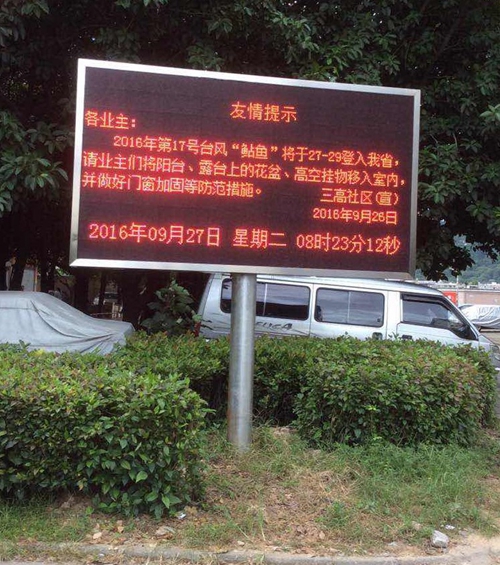 友情提示
各业主：
2016年第17号台风“鲇鱼”将于27-29登入我省，
请业主们将阳台、露台上的花盆、高空挂物移入室内，
并做好门窗加固等防范措施。 三高社区(宣)
2016年9月26日
2016年09月27日 星期二 08时23分12秒